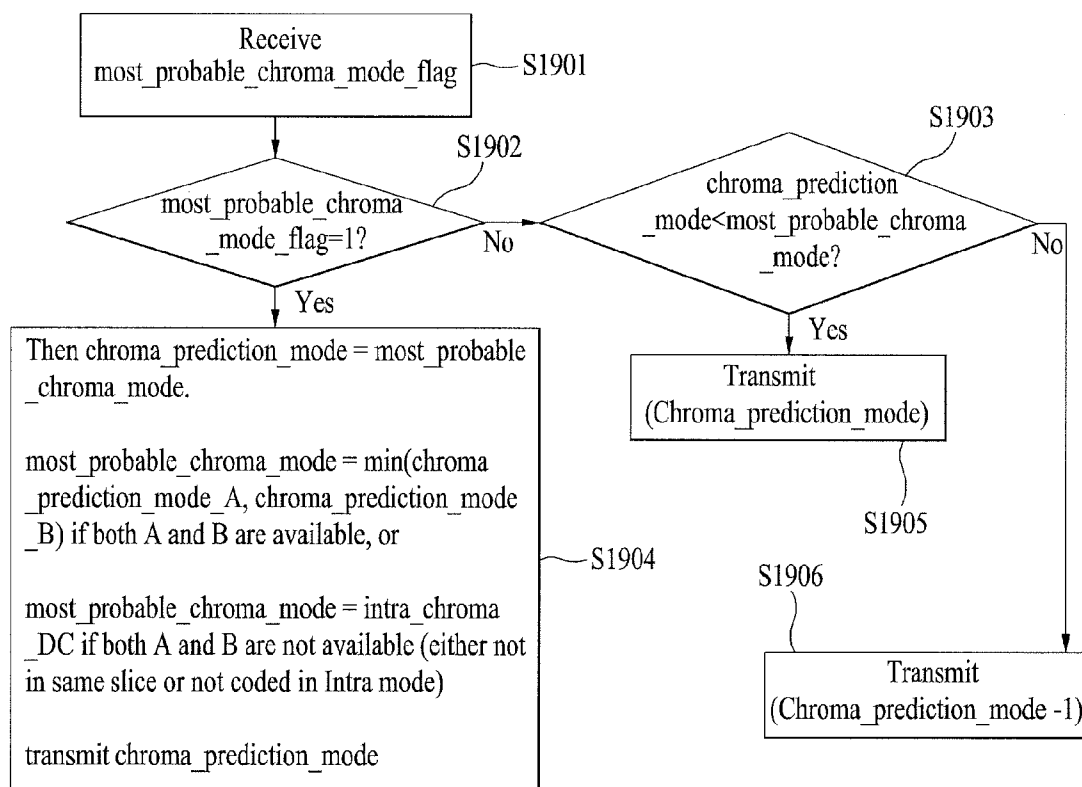 Receive
most_probable_chroma_mode_flag
S1901
S1902
most_probable_chroma
_mode_flag=1?
No
Yes
S1903
chroma_prediction
_mode<most_probable_chroma
_mode?
No
Yes
Transmit
(Chroma_prediction_mode)
S1905
Then chroma_prediction_mode = most_probable
_chroma_mode.
most_probable_chroma_mode = min(chroma
_prediction_mode_A, chroma_prediction_mode
_B) if both A and B are available, or
most_probable_chroma_mode = intra_chroma
_DC if both A and B are not available (either not
in same slice or not coded in Intra mode)
transmit chroma_prediction_mode
S1904
S1906
Transmit
(Chroma_prediction_mode -1)